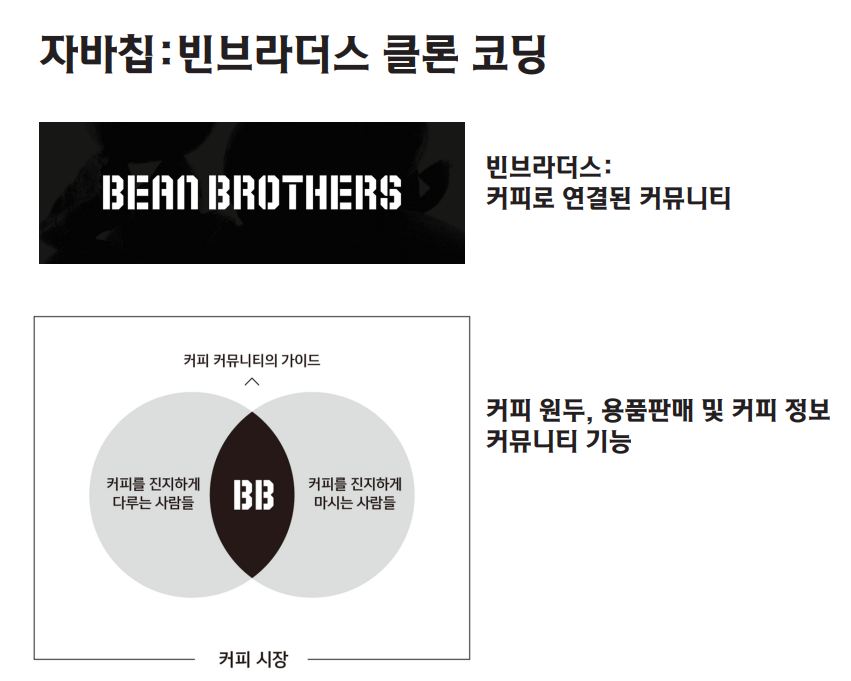 자바칩:빈브라더스 클론 코딩
BEAN BROTHERS
빈브라더스:
커피로 연결된 커뮤니티
커피 커뮤니티의 가이드
커피를 진지하게
다루는 사람들
BB
커피를 진지하게
마시는 사람들
커피 시장
커피 원두, 용품판매 및 커피 정보
커뮤니티 기능